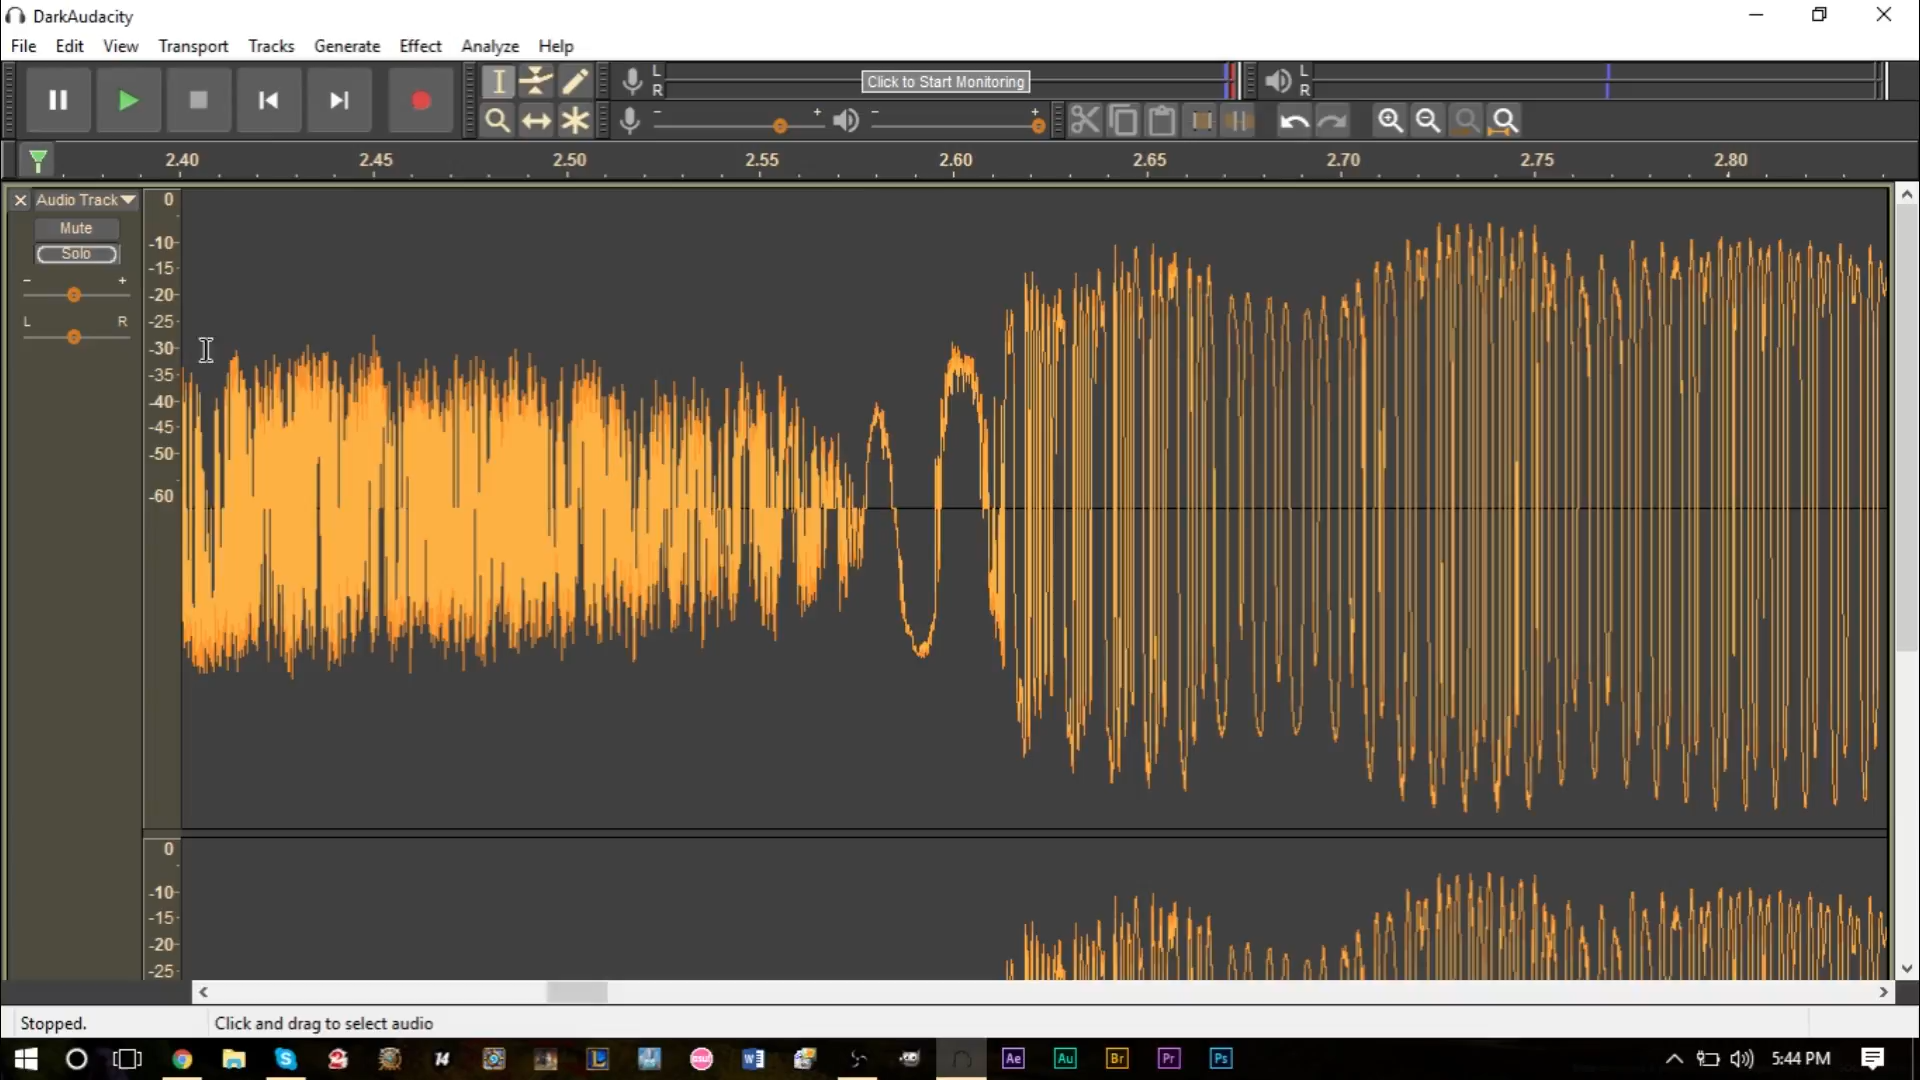 DarkAudacity
File Edit View Transport Tracks Generate Effect Analyze Help
L
R
Click to Start Monitoring
L
R
- + - +
2.40 2.45 2.50 2.55 2.60 2.65 2.70 2.75 2.80
Audio Track
Mute
Solo
- +
L R
0
-10
-15
-20
-25
-30
-35
-40
-45
-50
-60
0
-10
-15
-20
-25
Stopped. Click and drag to select audio
2 14 L osu! W Ae Au Br Pr Ps 5:44 PM